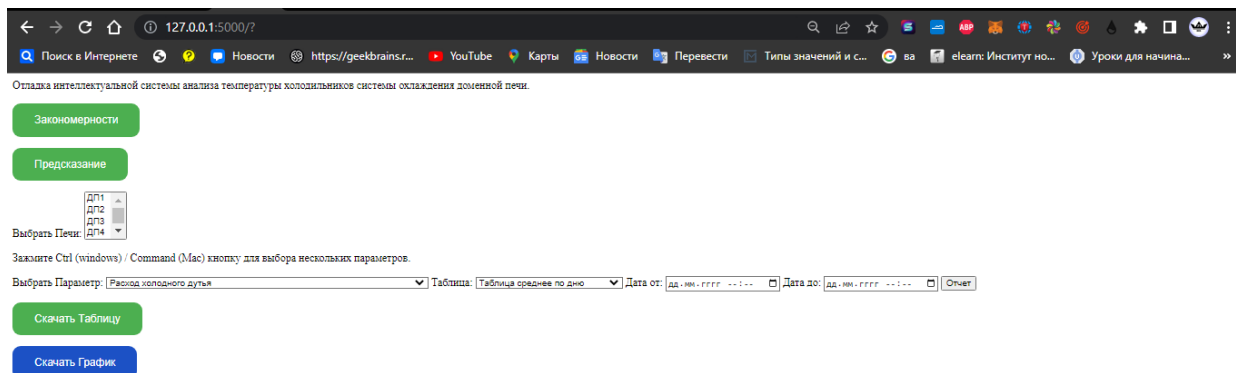 127.0.0.1:5000/?
Поиск в Интернете Новости https://geekbrains.r... YouTube Карты Новости Перевести Типы значений и с... ва elearn: Институт но... Уроки для начина... »
Отладка интеллектуальной системы анализа температуры холодильников системы охлаждения доменной печи.
Закономерности
Предсказание
ДП1
ДП2
ДП3
Выбрать Печи: ДП4
Зажмите Ctrl (windows) / Command (Mac) кнопку для выбора нескольких параметров.
Выбрать Параметр: Расход холодного дутья Таблица: Таблица среднее по дню Дата от: дд.мм.гггг --:-- Дата до: дд.мм.гггг --:-- Отчет
Скачать Таблицу
Скачать График